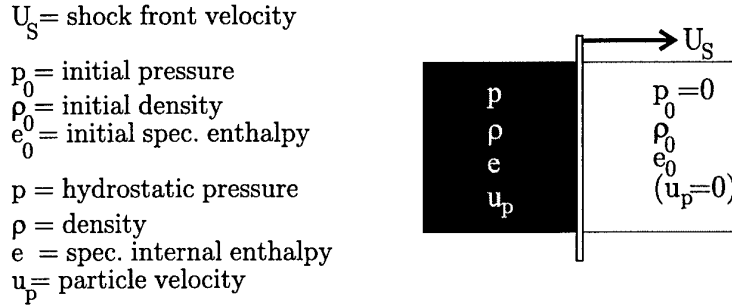 U_S= shock front velocity
p_0= initial pressure
ρ_0= initial density
e_0= initial spec. enthalpy
p = hydrostatic pressure
ρ = density
e = spec. internal enthalpy
u_p= particle velocity
U_S
p
ρ
e
u_p
p_0=0
ρ_0
e_0
(u_p=0)